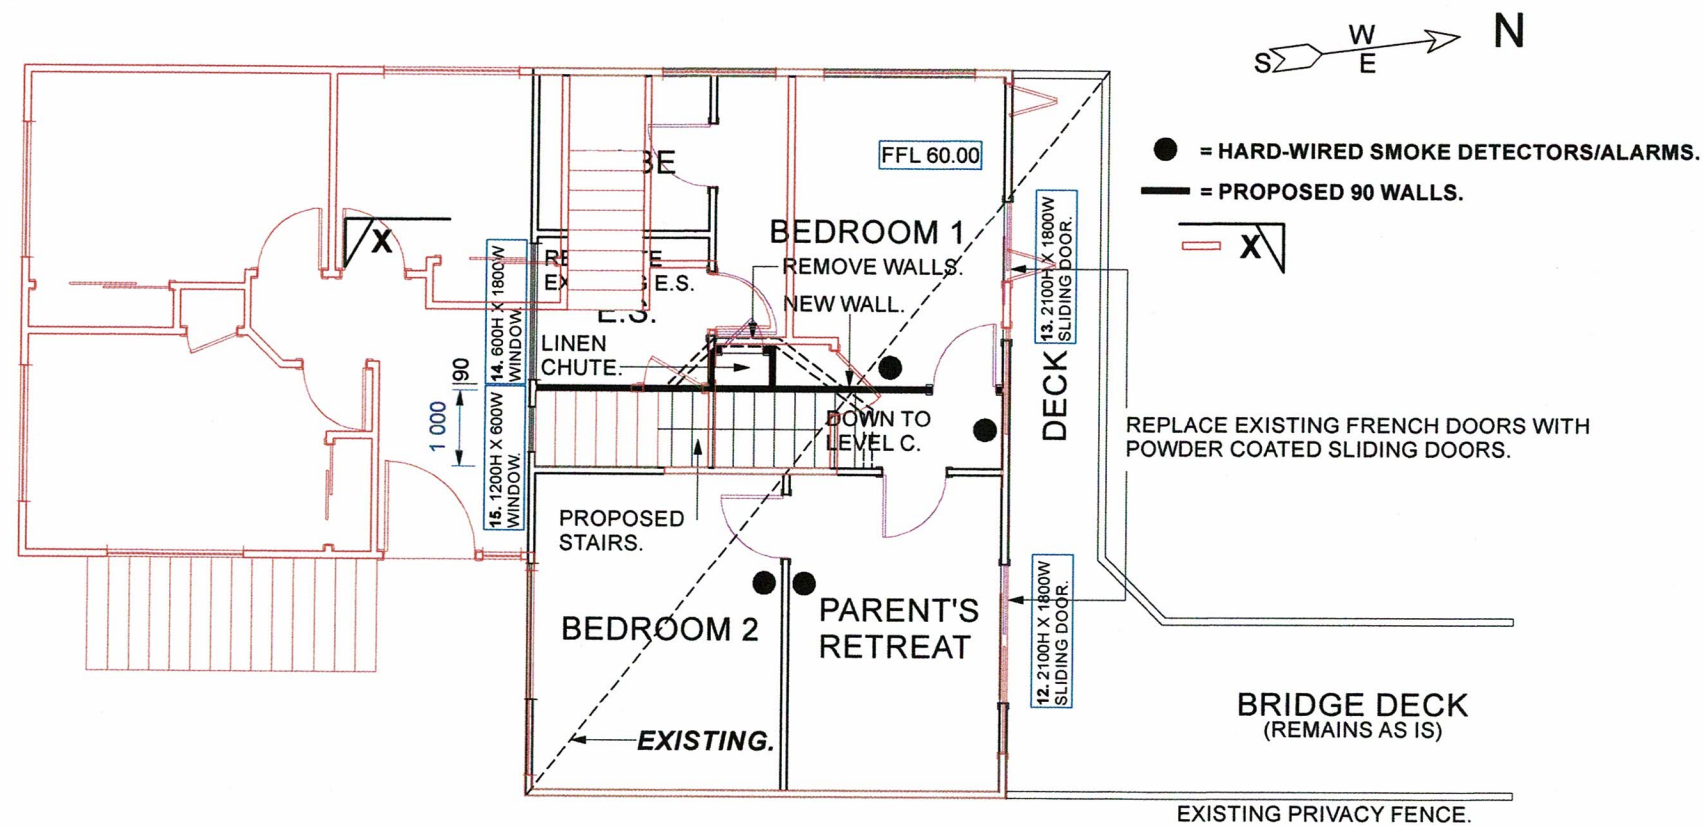 W
N
S
E
= HARD-WIRED SMOKE DETECTORS/ALARMS.
= PROPOSED 90 WALLS.
X
X
FFL 60.00
BEDROOM 1
REMOVE WALLS.
NEW WALL.
E.S.
E.S.
LINEN
CHUTE.
14. 600H X 1800W
WINDOW.
15. 1200H X 600W
WINDOW.
90
1 000
13. 2100H X 1800W
SLIDING DOOR.
DECK
DOWN TO
LEVEL C.
REPLACE EXISTING FRENCH DOORS WITH
POWDER COATED SLIDING DOORS.
PROPOSED
STAIRS.
BEDROOM 2
PARENT'S
RETREAT
12. 2100H X 1800W
SLIDING DOOR.
EXISTING.
BRIDGE DECK
(REMAINS AS IS)
EXISTING PRIVACY FENCE.